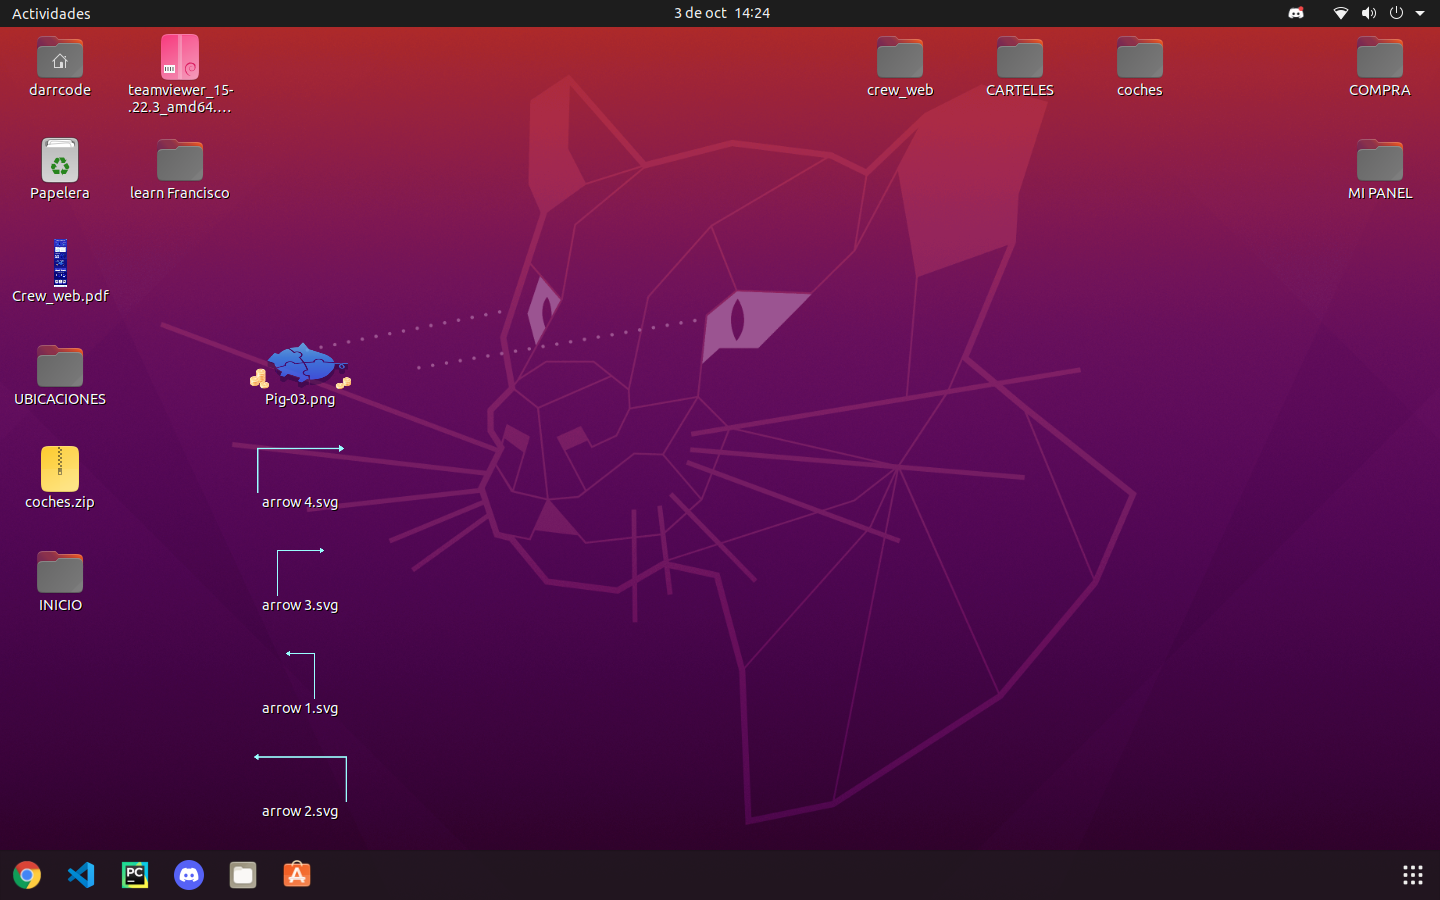 Actividades
3 de oct 14:24
darrcode
teamviewer_15-
.22.3_amd64....
crew_web
CARTELES
coches
COMPRA
Papelera
learn Francisco
MI PANEL
Crew_web.pdf
UBICACIONES
Pig-03.png
coches.zip
arrow 4.svg
INICIO
arrow 3.svg
arrow 1.svg
arrow 2.svg
PC